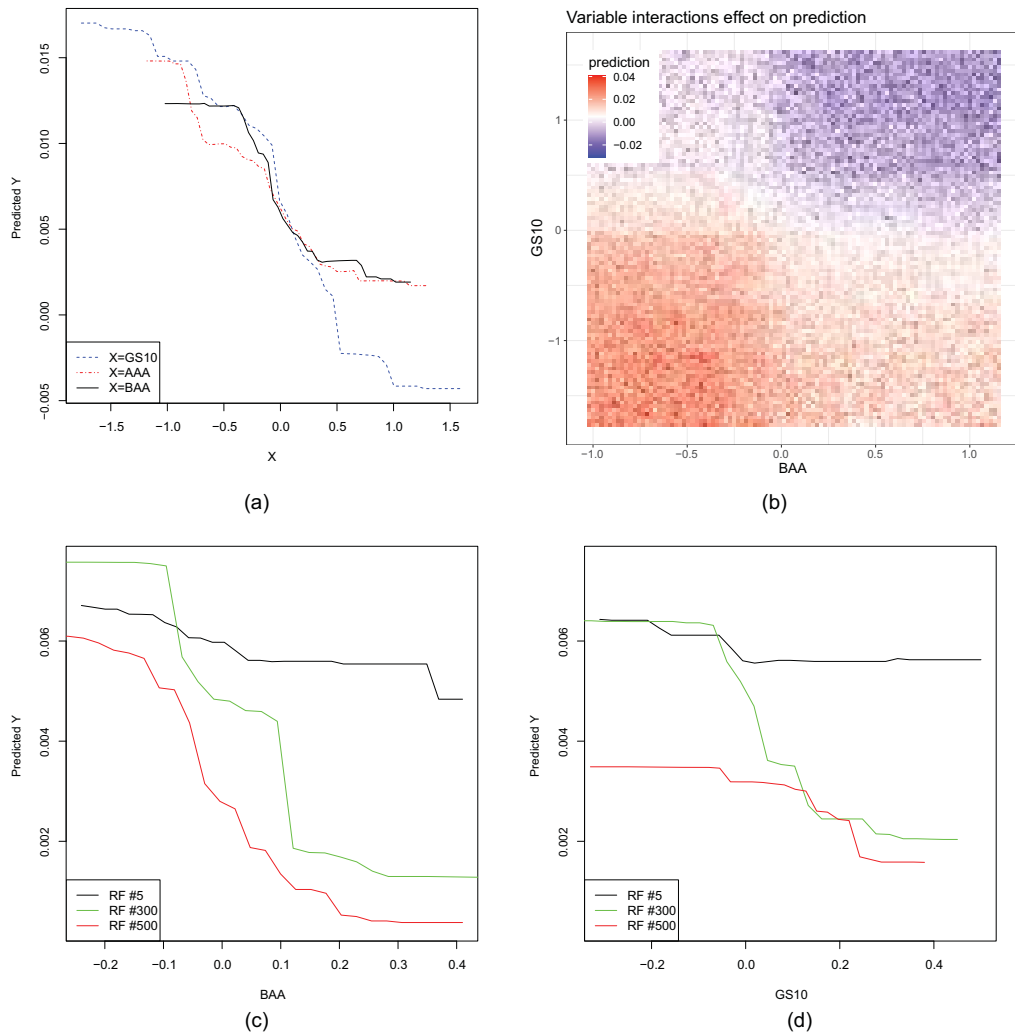 Predicted Y
0.015
0.010
0.005
0.000
−0.005
X=GS10
X=AAA
X=BAA
−1.5 −1.0 −0.5 0.0 0.5 1.0 1.5
X
(a)
Variable interactions effect on prediction
prediction
0.04
0.02
0.00
−0.02
GS10
1
0
−1
−1.0 −0.5 0.0 0.5 1.0
BAA
(b)
Predicted Y
0.006
0.004
0.002
RF #5
RF #300
RF #500
−0.2 −0.1 0.0 0.1 0.2 0.3 0.4
BAA
(c)
Predicted Y
0.006
0.004
0.002
RF #5
RF #300
RF #500
−0.2 0.0 0.2 0.4
GS10
(d)